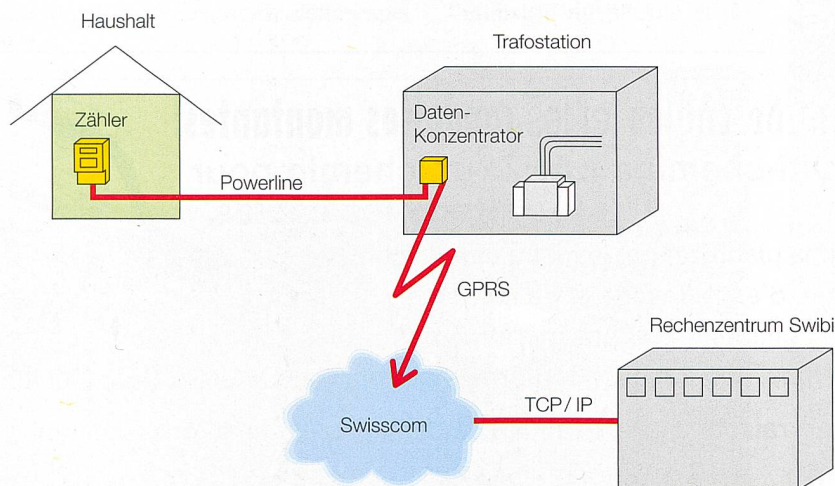 Haushalt
Trafostation
Zähler
Daten-
Konzentrator
Powerline
GPRS
Rechenzentrum Swibi
Swisscom
TCP / IP